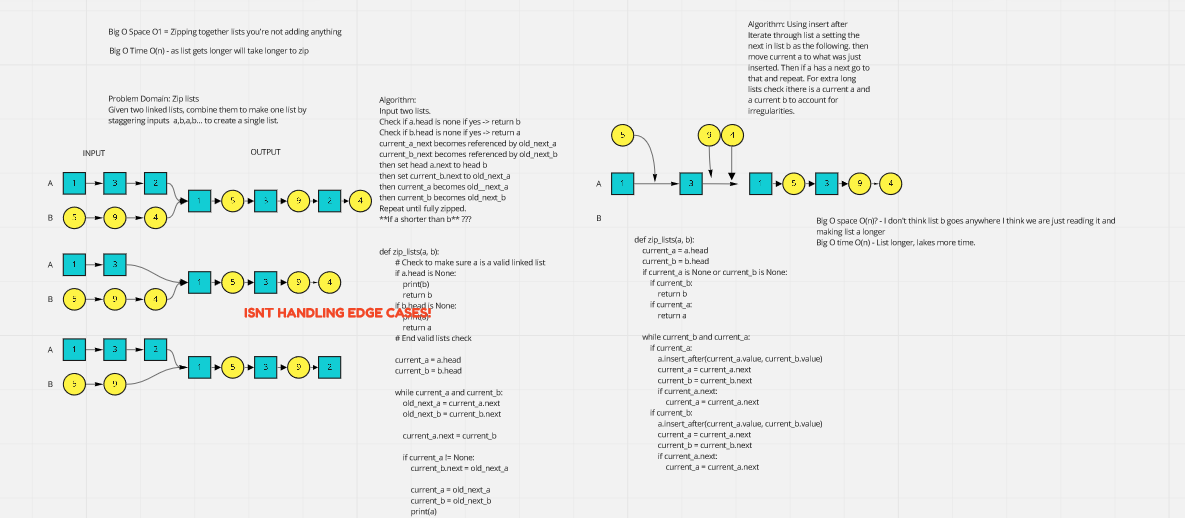 Big O Space O1 = Zipping together lists you're not adding anything
Big O Time O(n) - as list gets longer will take longer to zip
Problem Domain: Zip lists
Given two linked lists, combine them to make one list by
staggering inputs a,b,a,b... to create a single list.
INPUT
OUTPUT
A
1
3
2
B
5
9
4
1
5
3
9
2
4
A
1
3
B
5
9
4
1
5
3
9
4
A
1
3
2
B
5
9
1
5
3
9
2
ISNT HANDLING EDGE CASES!
Algorithm:
Input two lists.
Check if a.head is none if yes -> return b
Check if b.head is none if yes -> return a
current_a_next becomes referenced by old_next_a
current_b_next becomes referenced by old_next_b
then set head a.next to head b
then set current_b.next to old_next_a
then current_a becomes old__next_a
then current_b becomes old_next_b
Repeat until fully zipped.
**If a shorter than b** ???
def zip_lists(a, b):
# Check to make sure a is a valid linked list
if a.head is None:
print(b)
return b
if b.head is None:
print(a)
return a
# End valid lists check
current_a = a.head
current_b = b.head
while current_a and current_b:
old_next_a = current_a.next
old_next_b = current_b.next
current_a.next = current_b
if current_a != None:
current_b.next = old_next_a
current_a = old_next_a
current_b = old_next_b
print(a)
Algorithm: Using insert after
Iterate through list a setting the
next in list b as the following. then
move current a to what was just
inserted. Then if a has a next go to
that and repeat. For extra long
lists check ithere is a current a and
a current b to account for
irregularities.
5
9
4
A
1
3
1
5
3
9
4
B
Big O space O(n)? - I don't think list b goes anywhere I think we are just reading it and
making list a longer
Big O time O(n) - List longer, lakes more time.
def zip_lists(a, b):
current_a = a.head
current_b = b.head
if current_a is None or current_b is None:
if current_b:
return b
if current_a:
return a
while current_b and current_a:
if current_a:
a.insert_after(current_a.value, current_b.value)
current_a = current_a.next
current_b = current_b.next
if current_a.next:
current_a = current_a.next
if current_b:
a.insert_after(current_a.value, current_b.value)
current_a = current_a.next
current_b = current_b.next
if current_a.next:
current_a = current_a.next